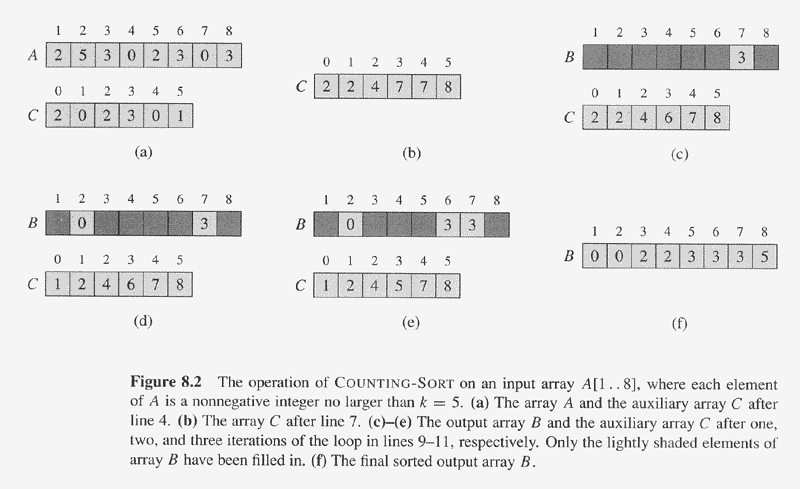 1 2 3 4 5 6 7 8
A 2 5 3 0 2 3 0 3
0 1 2 3 4 5
C 2 0 2 3 0 1
(a)
0 1 2 3 4 5
C 2 2 4 7 7 8
(b)
1 2 3 4 5 6 7 8
B 3
0 1 2 3 4 5
C 2 2 4 6 7 8
(c)
1 2 3 4 5 6 7 8
B 0 3
0 1 2 3 4 5
C 1 2 4 6 7 8
(d)
1 2 3 4 5 6 7 8
B 0 3 3
0 1 2 3 4 5
C 1 2 4 5 7 8
(e)
1 2 3 4 5 6 7 8
B 0 0 2 2 3 3 3 5
(f)
Figure 8.2 The operation of COUNTING-SORT on an input array A[1 . . 8], where each element
of A is a nonnegative integer no larger than k = 5. (a) The array A and the auxiliary array C after
line 4. (b) The array C after line 7. (c)–(e) The output array B and the auxiliary array C after one,
two, and three iterations of the loop in lines 9–11, respectively. Only the lightly shaded elements of
array B have been filled in. (f) The final sorted output array B.